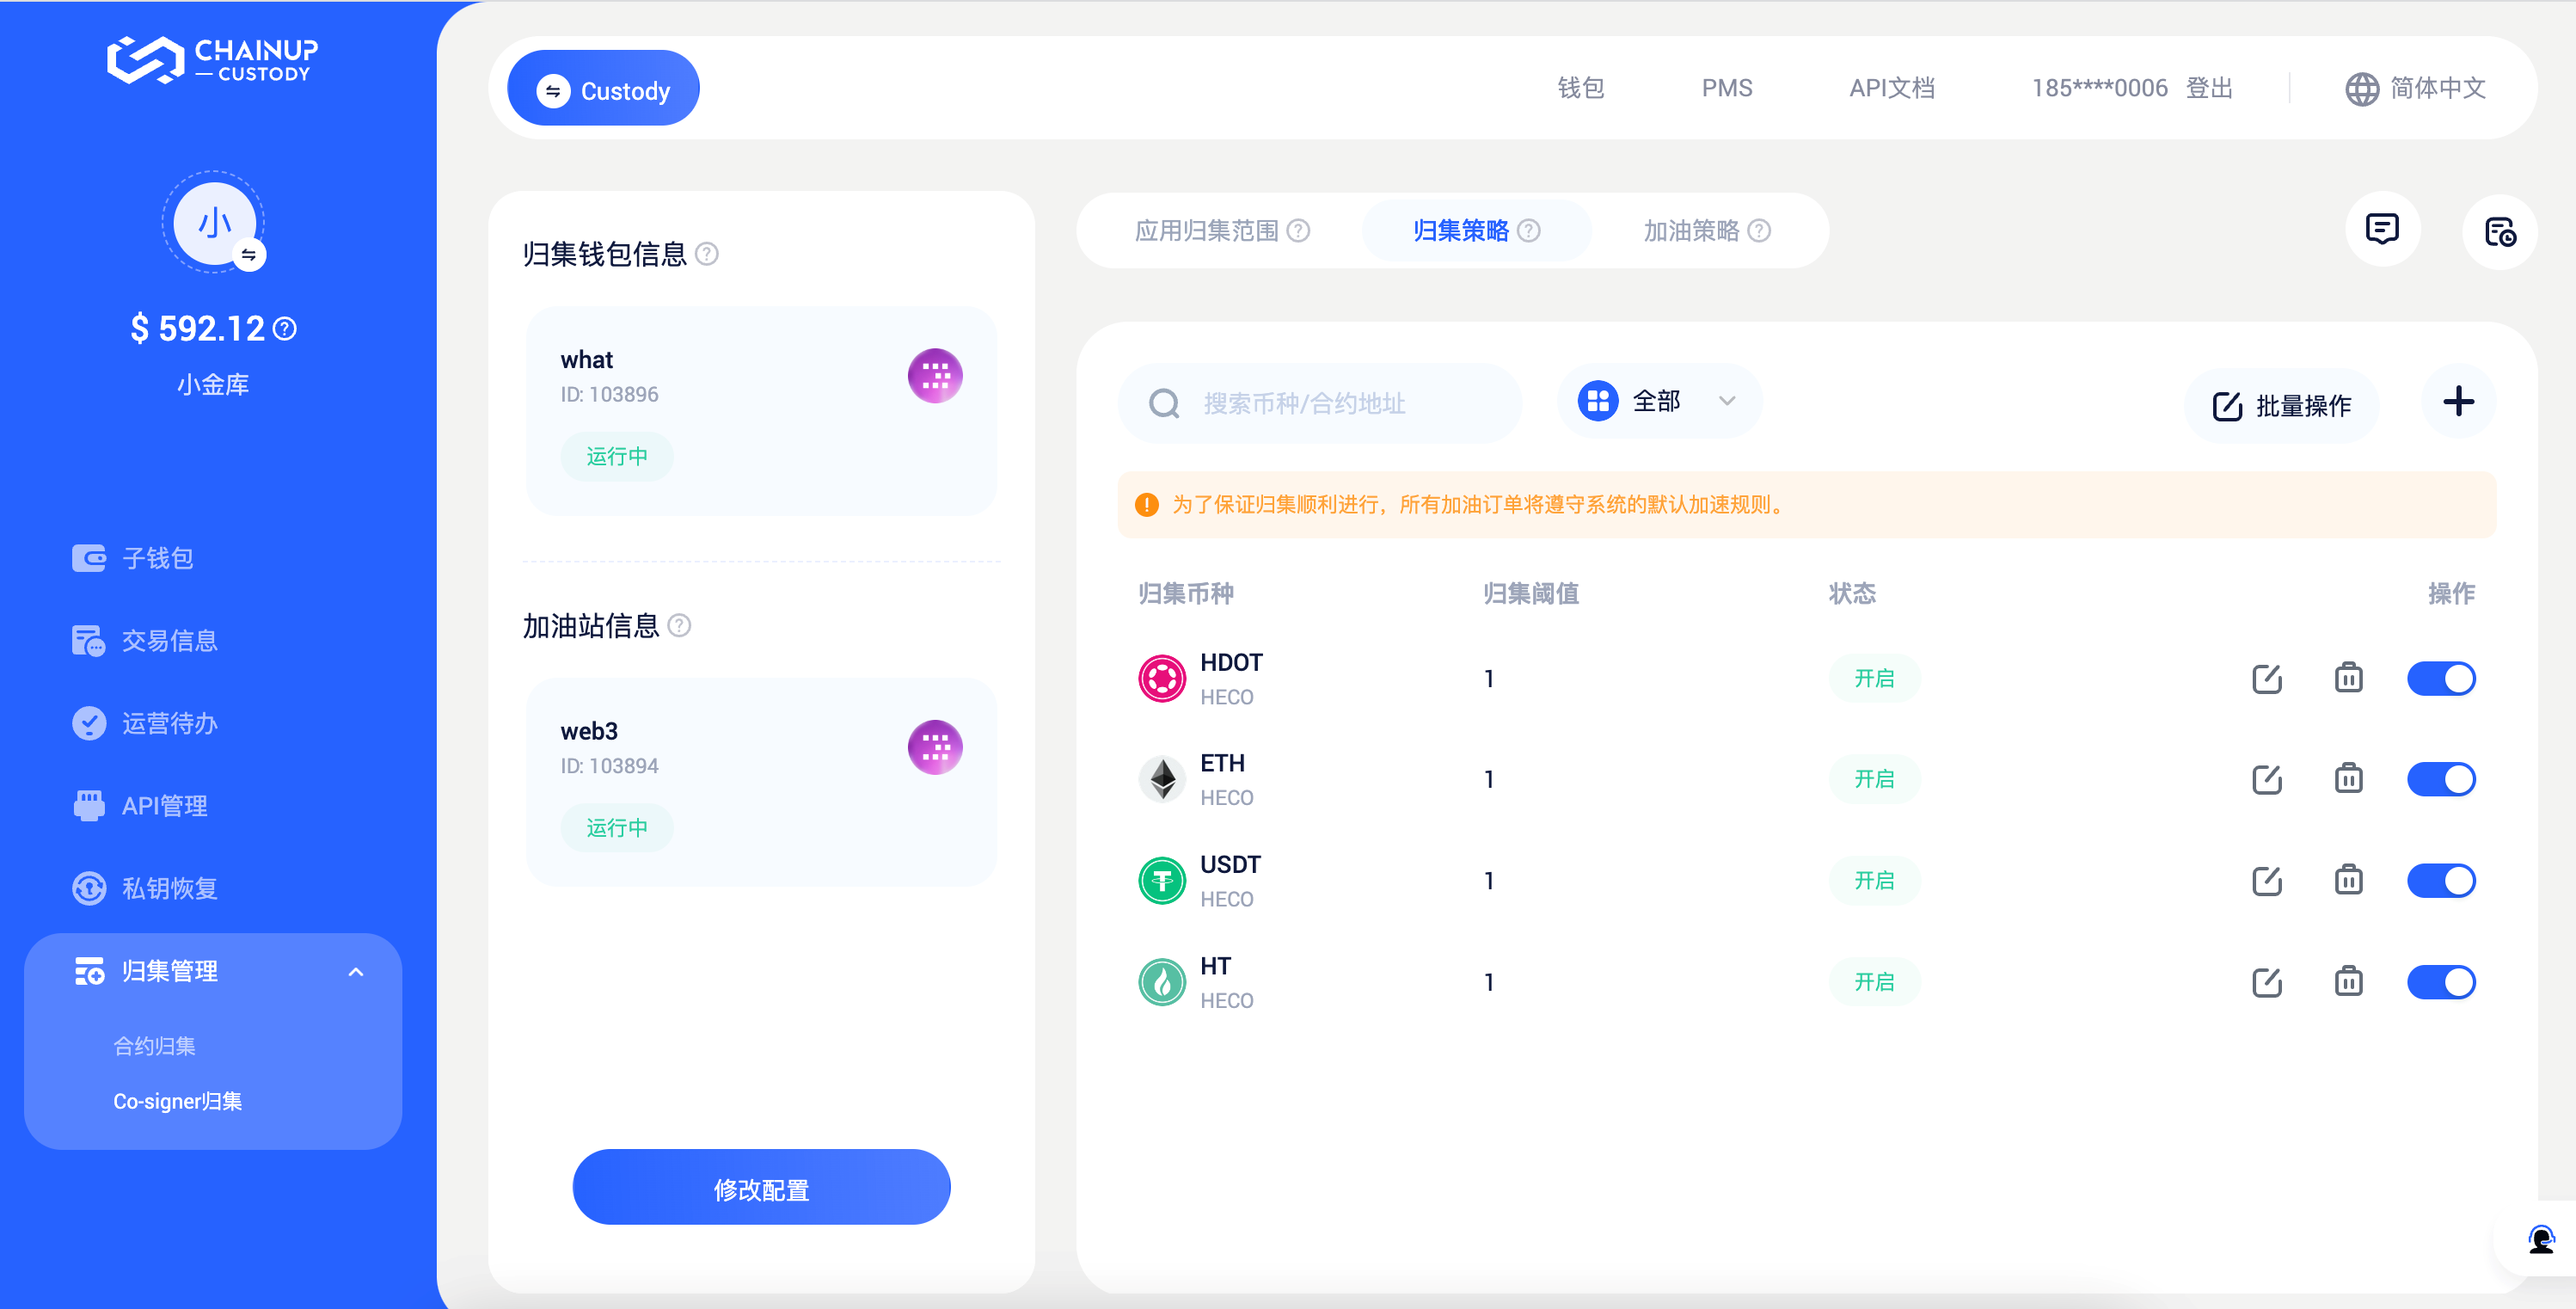 CHAINUP
CUSTODY
小
$ 592.12
小金库
子钱包
交易信息
运营待办
API管理
私钥恢复
归集管理
合约归集
Co-signer归集
Custody
钱包
PMS
API文档
185****0006 登出
简体中文
归集钱包信息
what
ID: 103896
运行中
加油站信息
web3
ID: 103894
运行中
修改配置
应用归集范围
归集策略
加油策略
搜索币种/合约地址
全部
批量操作
为了保证归集顺利进行，所有加油订单将遵守系统的默认加速规则。
归集币种 归集阈值 状态 操作
HDOT
HECO
1
开启
ETH
HECO
1
开启
USDT
HECO
1
开启
HT
HECO
1
开启